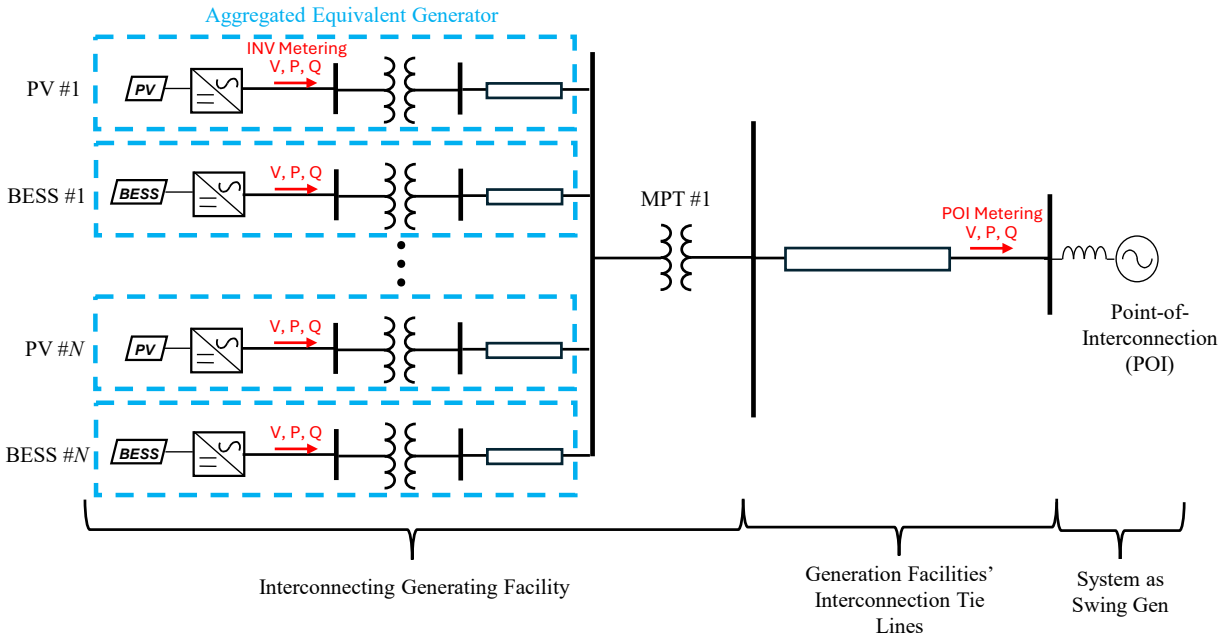 Aggregated Equivalent Generator
INV Metering
V, P, Q
PV #1
PV
V, P, Q
BESS #1
BESS
MPT #1
POI Metering
V, P, Q
V, P, Q
PV #N
PV
Point-of-
Interconnection
(POI)
V, P, Q
BESS #N
BESS
Interconnecting Generating Facility
Generation Facilities’
Interconnection Tie
Lines
System as
Swing Gen